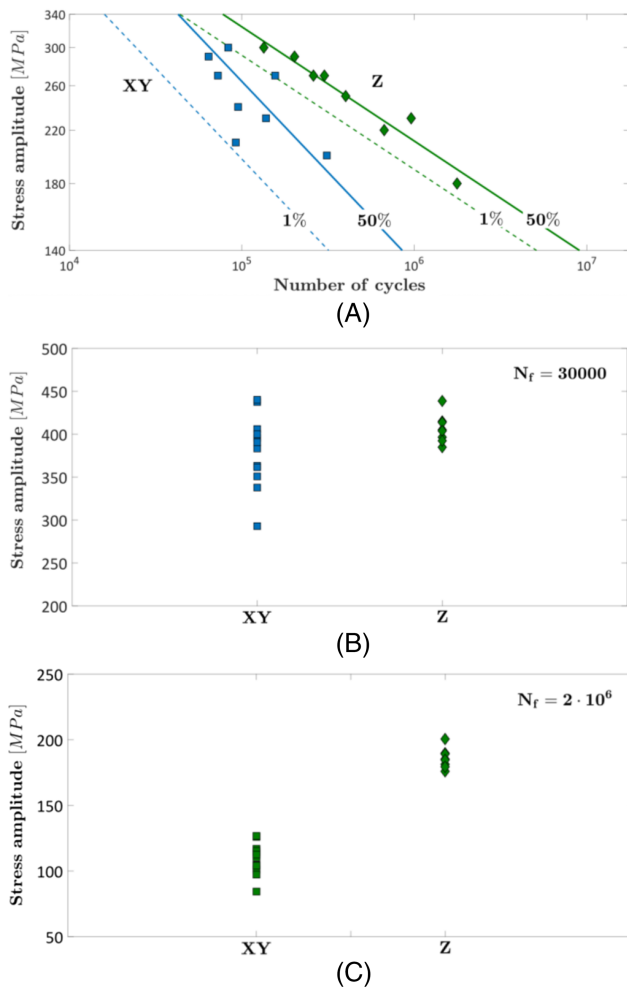 Stress amplitude [MPa]
340
300
260
220
180
140
XY
Z
1%
50%
1%
50%
10^4
10^5
10^6
10^7
Number of cycles
(A)
Stress amplitude [MPa]
500
450
400
350
300
250
200
N_f = 30000
XY
Z
(B)
Stress amplitude [MPa]
250
200
150
100
50
N_f = 2 · 10^6
XY
Z
(C)